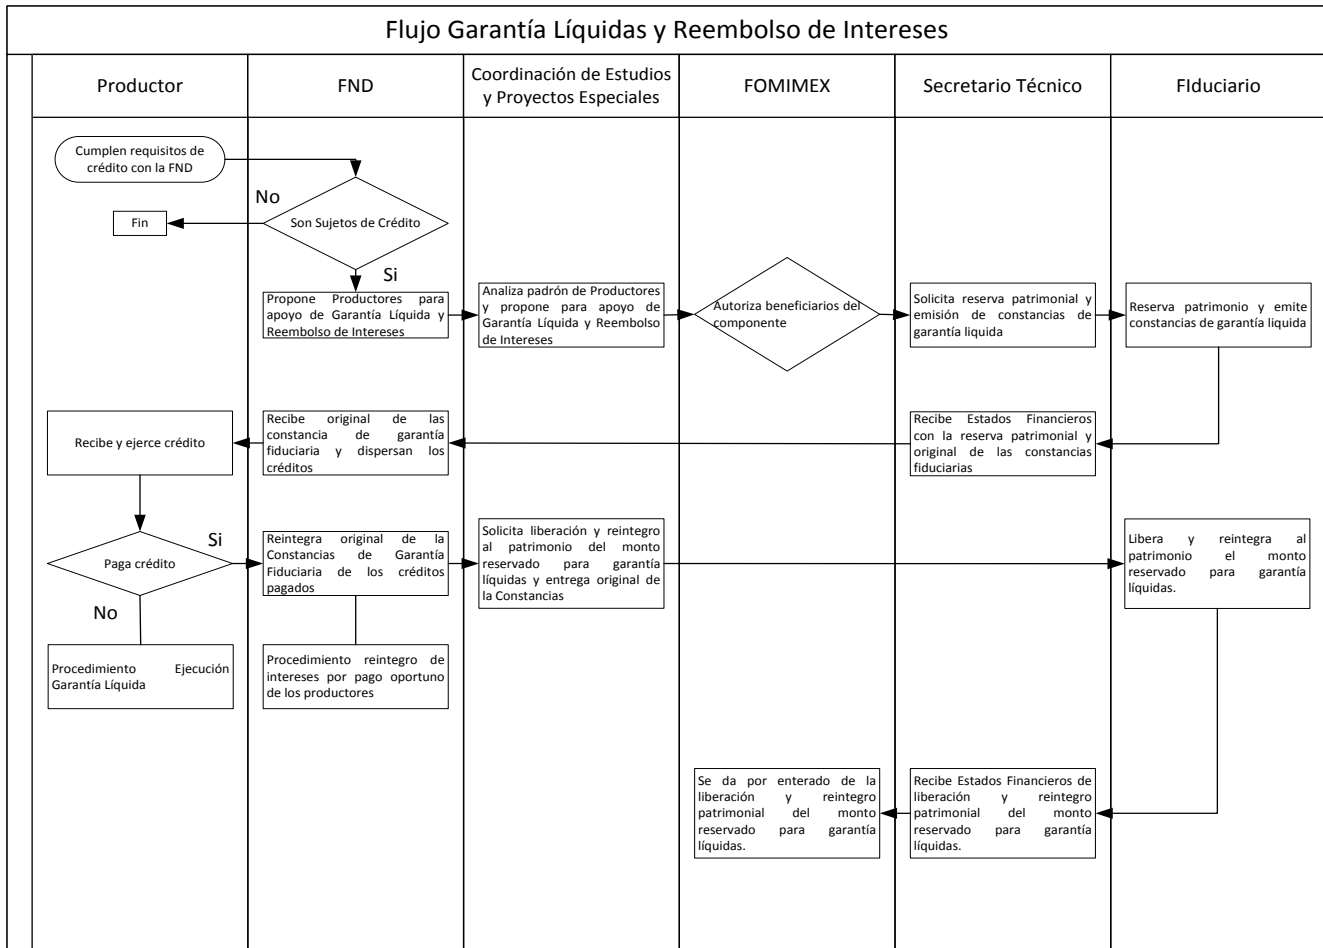 Flujo Garantía Líquidas y Reembolso de Intereses
Productor
FND
Coordinación de Estudios
y Proyectos Especiales
FOMIMEX
Secretario Técnico
FIduciario
Cumplen requisitos de
crédito con la FND
No
Fin
Son Sujetos de Crédito
Si
Propone Productores para
apoyo de Garantía Líquida y
Reembolso de Intereses
Analiza padrón de Productores
y propone para apoyo de
Garantía Líquida y Reembolso
de Intereses
Autoriza beneficiarios del
componente
Solicita reserva patrimonial y
emisión de constancias de
garantía liquida
Reserva patrimonio y emite
constancias de garantía liquida
Recibe y ejerce crédito
Recibe original de las
constancia de garantía
fiduciaria y dispersan los
créditos
Recibe Estados Financieros
con la reserva patrimonial y
original de las constancias
fiduciarias
Paga crédito
Si
No
Reintegra original de la
Constancias de Garantía
Fiduciaria de los créditos
pagados
Solicita liberación y reintegro
al patrimonio del monto
reservado para garantía
líquidas y entrega original de
la Constancias
Libera y reintegra al
patrimonio el monto
reservado para garantía
líquidas.
Procedimiento Ejecución
Garantía Líquida
Procedimiento reintegro de
intereses por pago oportuno
de los productores
Se da por enterado de la
liberación y reintegro
patrimonial del monto
reservado para garantía
líquidas.
Recibe Estados Financieros de
liberación y reintegro
patrimonial del monto
reservado para garantía
líquidas.